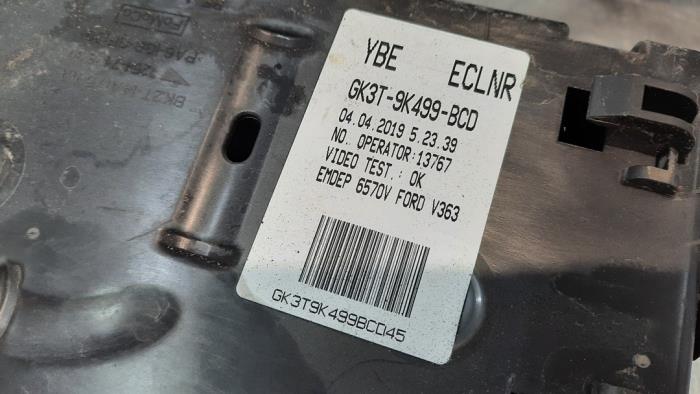 YBE ECLNR
GK3T-9K499-BCD
04.04.2019 5.23.39
NO. OPERATOR:13767
VIDEO TEST.: OK
EMDEP 6570V FORD V363
GK3T9K499BCD45